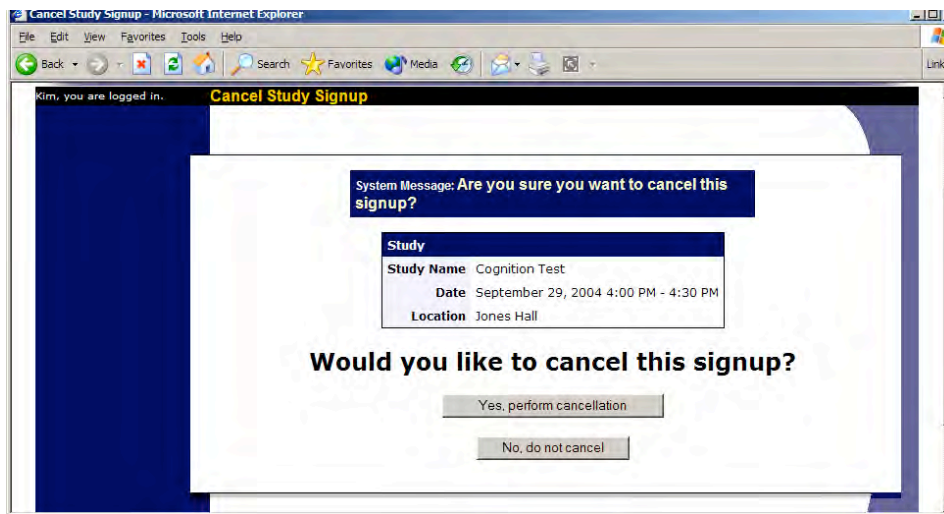 Cancel Study Signup - Microsoft Internet Explorer
File Edit View Favorites Tools Help
Back Search Favorites Media Link
Kim, you are logged in. Cancel Study Signup
System Message: Are you sure you want to cancel this
signup?
Study
Study Name Cognition Test
Date September 29, 2004 4:00 PM - 4:30 PM
Location Jones Hall
Would you like to cancel this signup?
Yes, perform cancellation
No, do not cancel